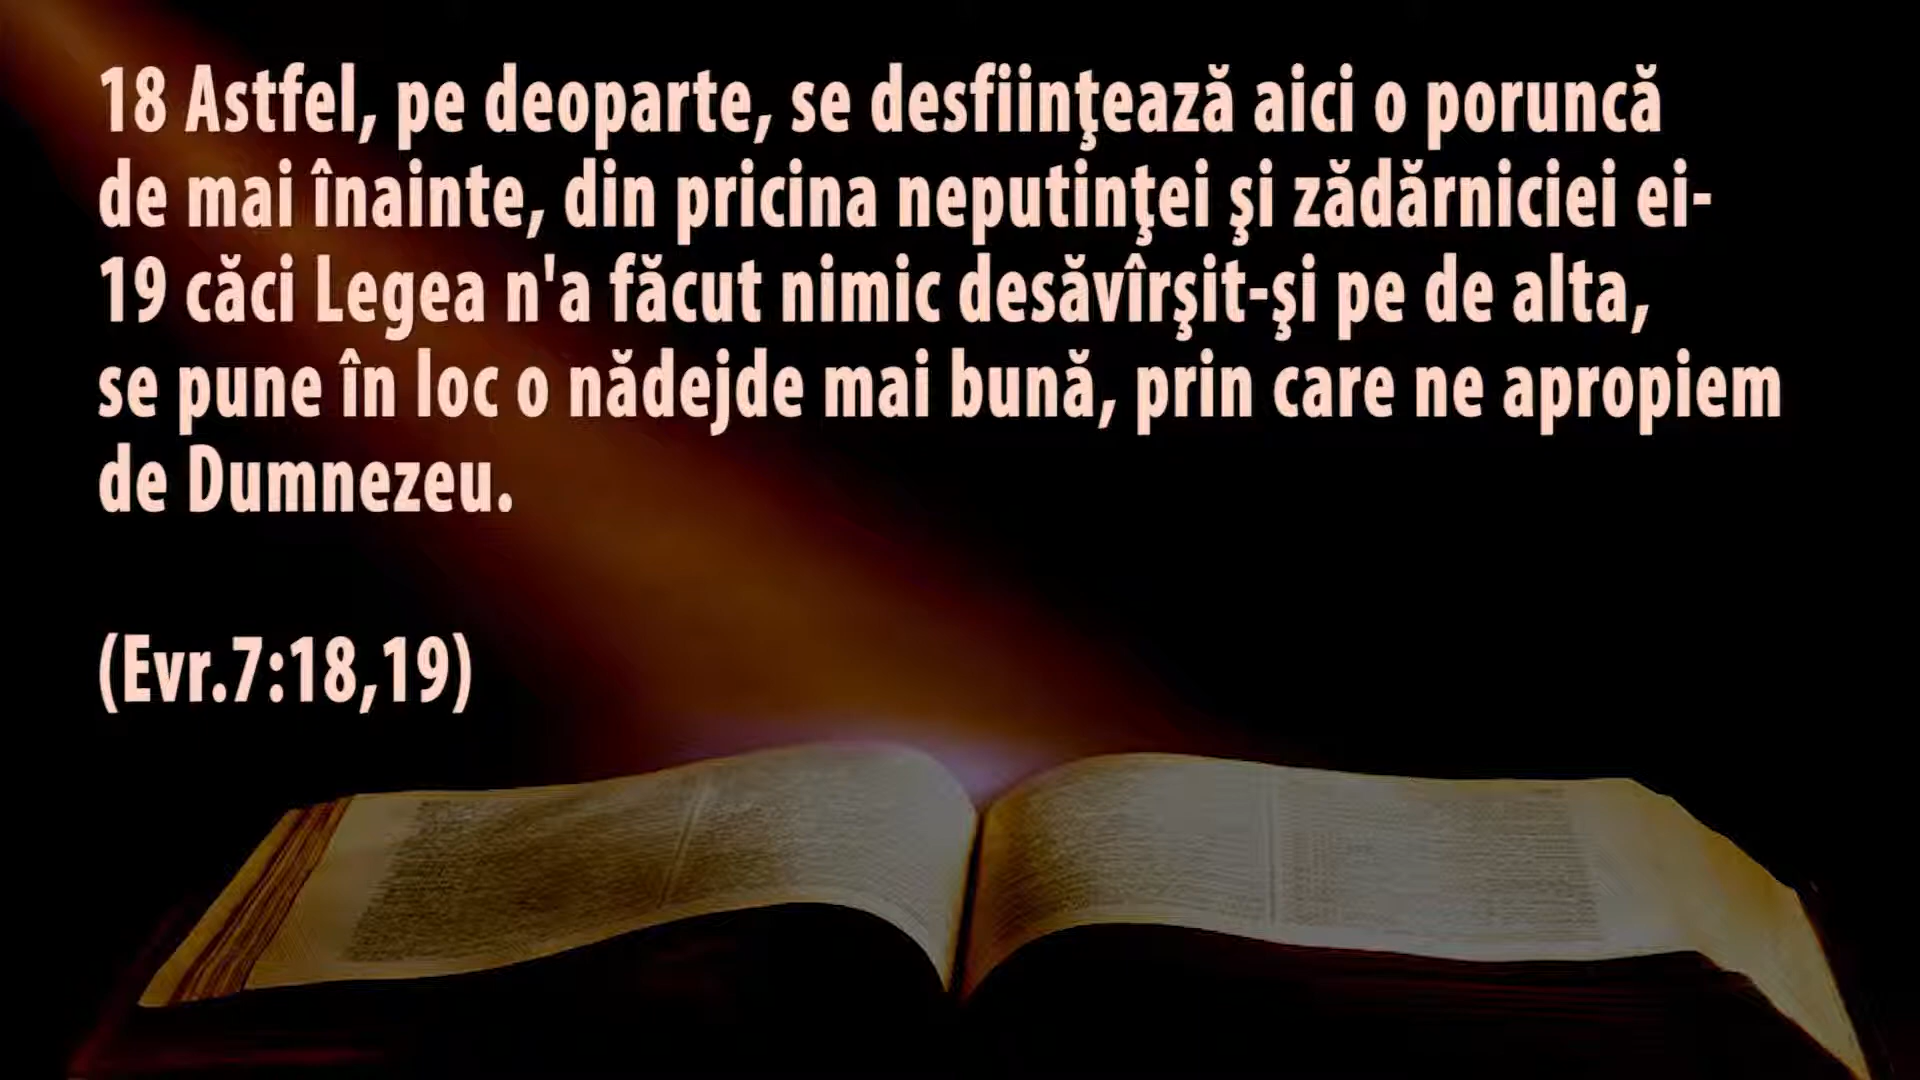 18 Astfel, pe deoparte, se desfiinţează aici o poruncă
de mai înainte, din pricina neputinţei şi zădărniciei ei-
19 căci Legea n'a făcut nimic desăvîrşit-şi pe de alta,
se pune în loc o nădejde mai bună, prin care ne apropiem
de Dumnezeu.
(Evr.7:18,19)